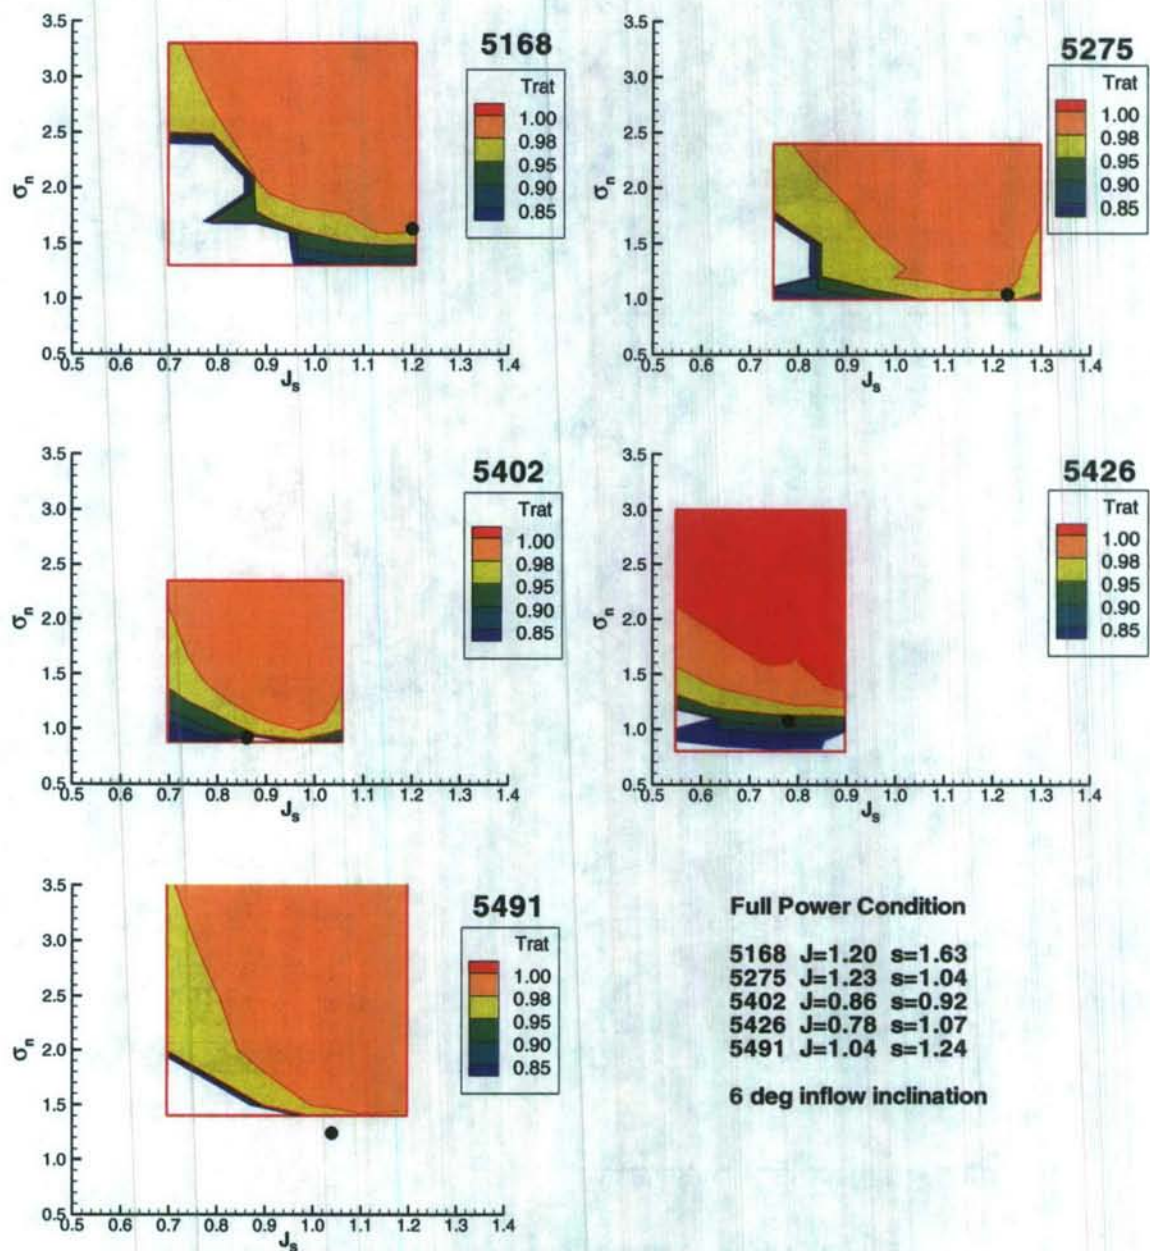 5168
Trat
1.00
0.98
0.95
0.90
0.85
3.5
3.0
2.5
2.0
1.5
1.0
0.5
σn
0.5 0.6 0.7 0.8 0.9 1.0 1.1 1.2 1.3 1.4
Js
5275
Trat
1.00
0.98
0.95
0.90
0.85
3.5
3.0
2.5
2.0
1.5
1.0
0.5
σn
0.5 0.6 0.7 0.8 0.9 1.0 1.1 1.2 1.3 1.4
Js
5402
Trat
1.00
0.98
0.95
0.90
0.85
3.5
3.0
2.5
2.0
1.5
1.0
0.5
σn
0.5 0.6 0.7 0.8 0.9 1.0 1.1 1.2 1.3 1.4
Js
5426
Trat
1.00
0.98
0.95
0.90
0.85
3.5
3.0
2.5
2.0
1.5
1.0
0.5
σn
0.5 0.6 0.7 0.8 0.9 1.0 1.1 1.2 1.3 1.4
Js
5491
Trat
1.00
0.98
0.95
0.90
0.85
3.5
3.0
2.5
2.0
1.5
1.0
0.5
σn
0.5 0.6 0.7 0.8 0.9 1.0 1.1 1.2 1.3 1.4
Js
Full Power Condition
5168 J=1.20 s=1.63
5275 J=1.23 s=1.04
5402 J=0.86 s=0.92
5426 J=0.78 s=1.07
5491 J=1.04 s=1.24
6 deg inflow inclination